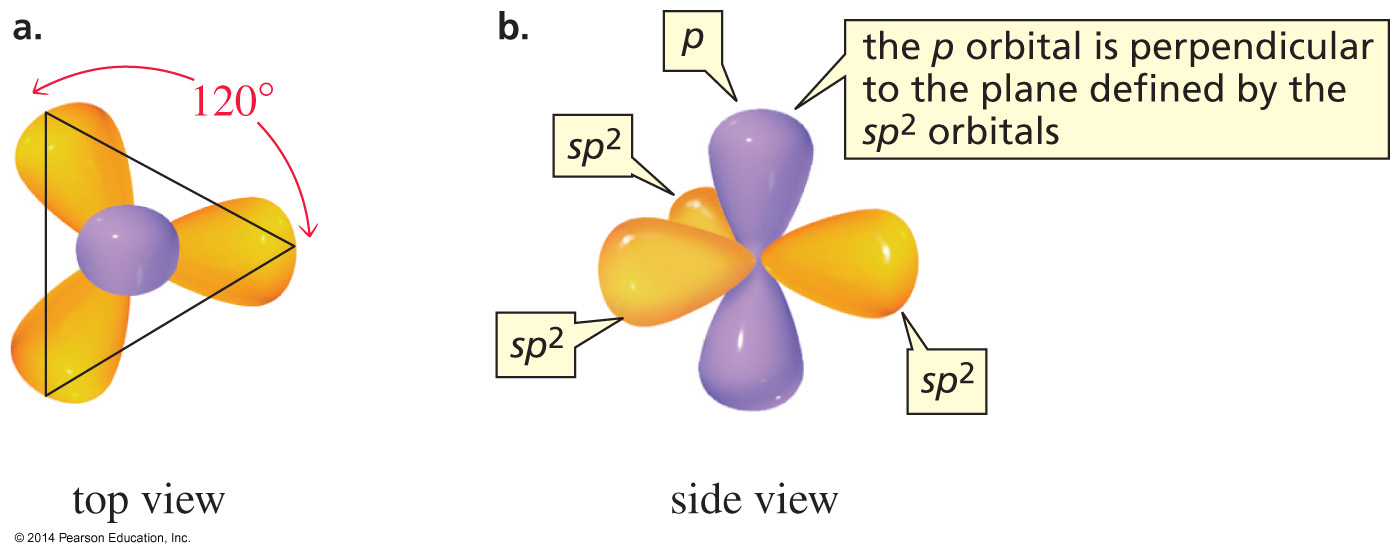 a.
120°
top view
b.
p
the p orbital is perpendicular
to the plane defined by the
sp² orbitals
sp²
sp²
sp²
side view
© 2014 Pearson Education, Inc.